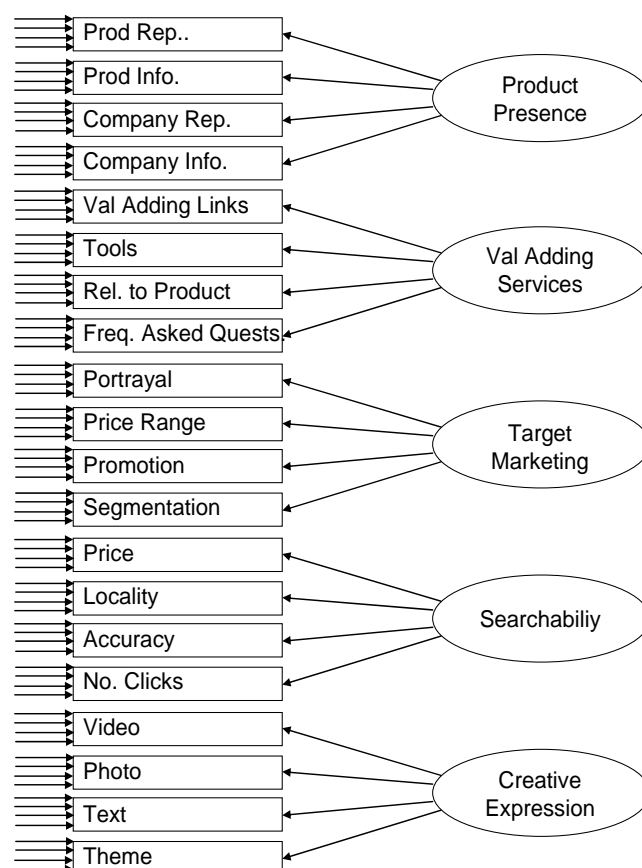 Prod Rep..
Prod Info.
Company Rep.
Company Info.
Product
Presence
Val Adding Links
Tools
Rel. to Product
Freq. Asked Quests.
Val Adding
Services
Portrayal
Price Range
Promotion
Segmentation
Target
Marketing
Price
Locality
Accuracy
No. Clicks
Searchabiliy
Video
Photo
Text
Theme
Creative
Expression